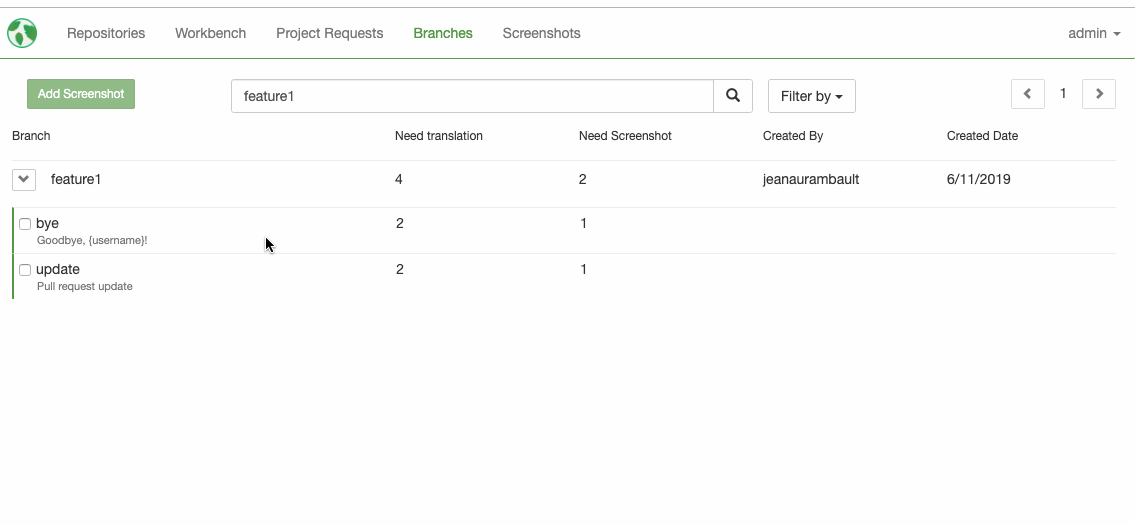 Repositories Workbench Project Requests Branches Screenshots admin
Add Screenshot feature1 Filter by 1
Branch Need translation Need Screenshot Created By Created Date
feature1 4 2 jeanaurambault 6/11/2019
bye 2 1
Goodbye, {username}!
update 2 1
Pull request update